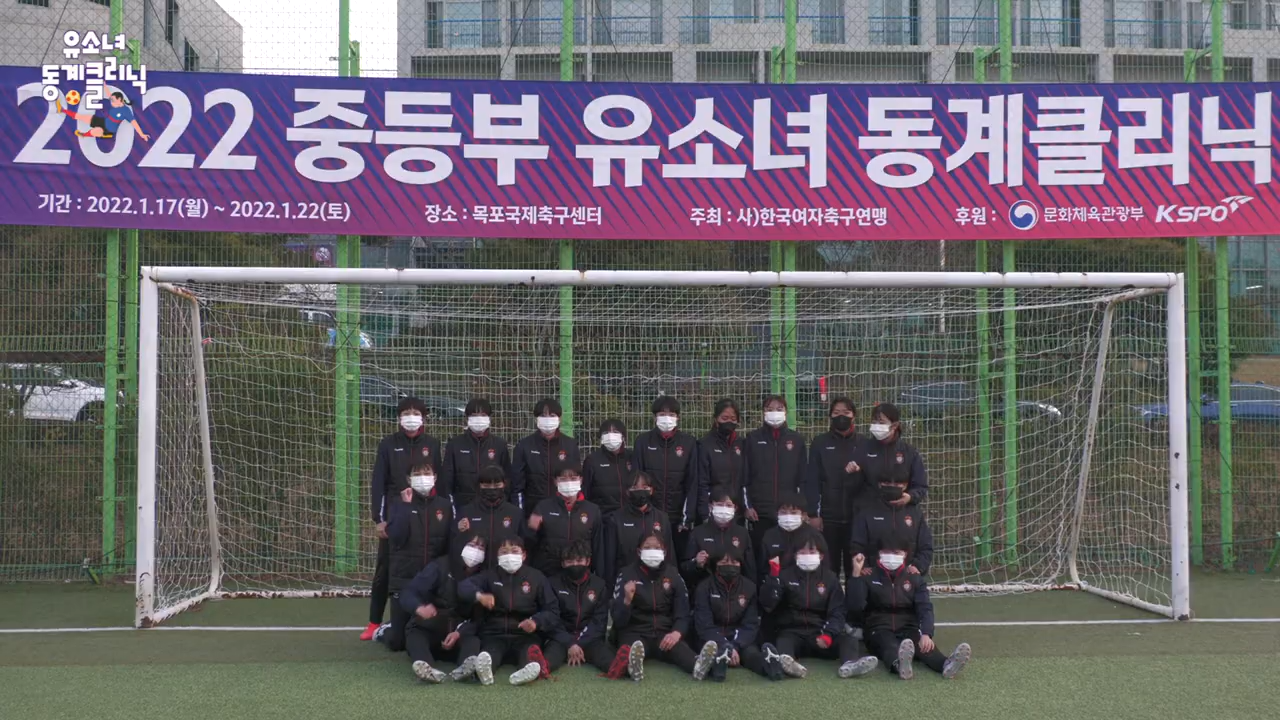 유소녀
동계클리닉
2022 중등부 유소녀 동계클리닉
기간 : 2022.1.17(월) ~ 2022.1.22(토) 장소 : 목포국제축구센터 주최 : 사)한국여자축구연맹 후원 : 문화체육관광부 KSPO